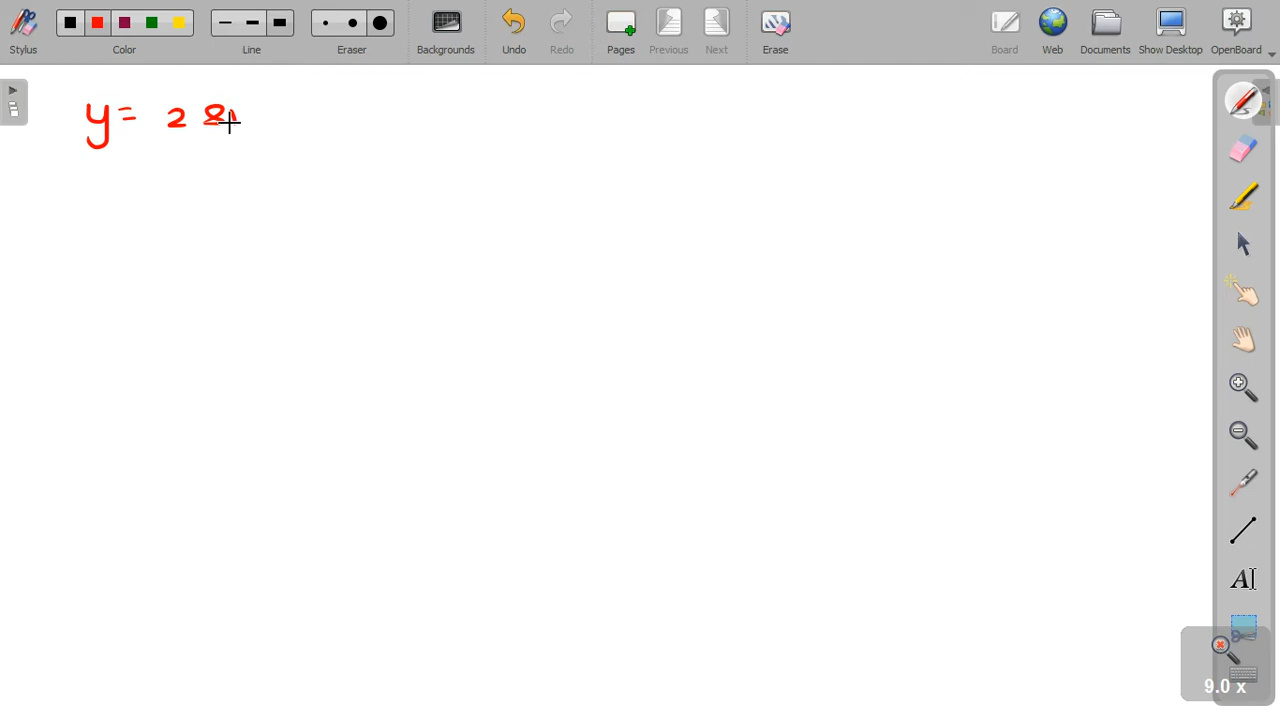 Stylus Color Line Eraser Backgrounds Undo Redo Pages Previous Next Erase Board Web Documents Show Desktop OpenBoard
y= 2
9.0 x